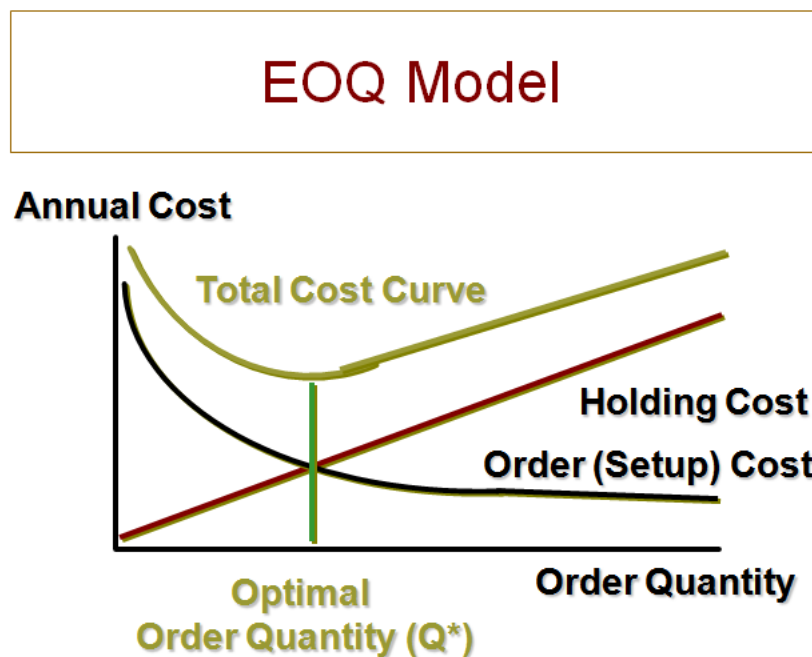 EOQ Model
Annual Cost
Total Cost Curve
Holding Cost
Order (Setup) Cost
Order Quantity
Optimal
Order Quantity (Q*)